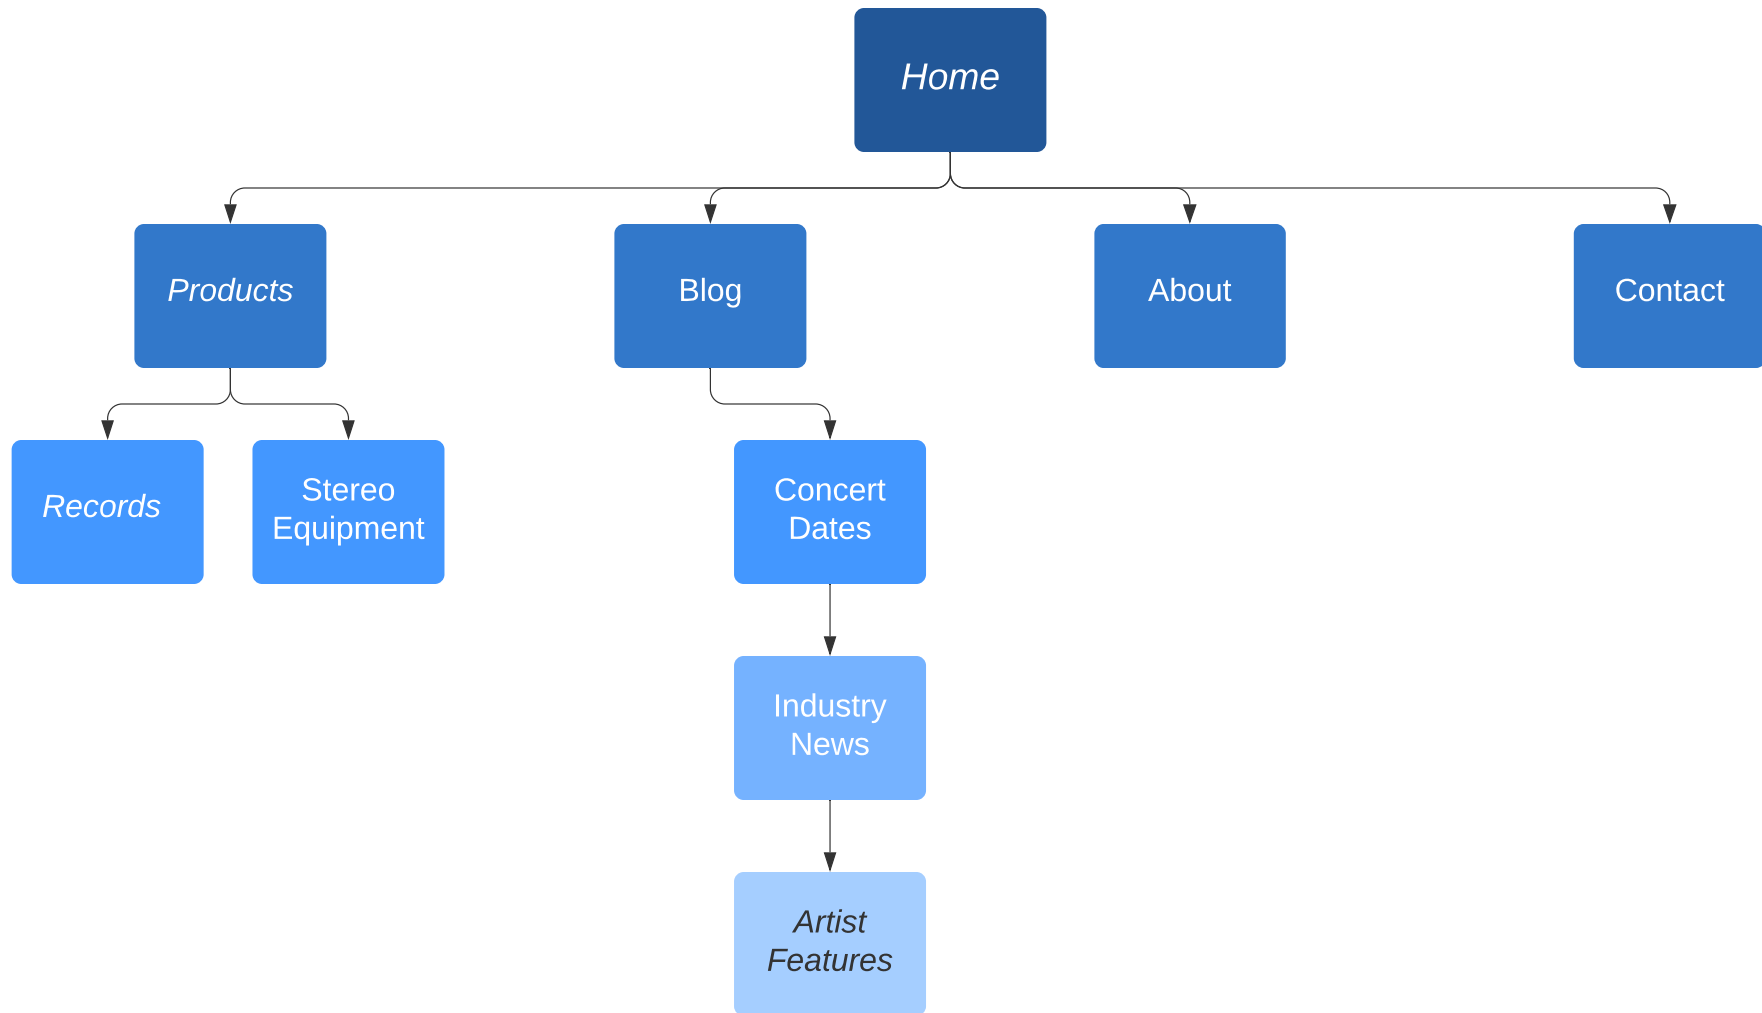 Home
Products
Blog
About
Contact
Records
Stereo
Equipment
Concert
Dates
Industry
News
Artist
Features